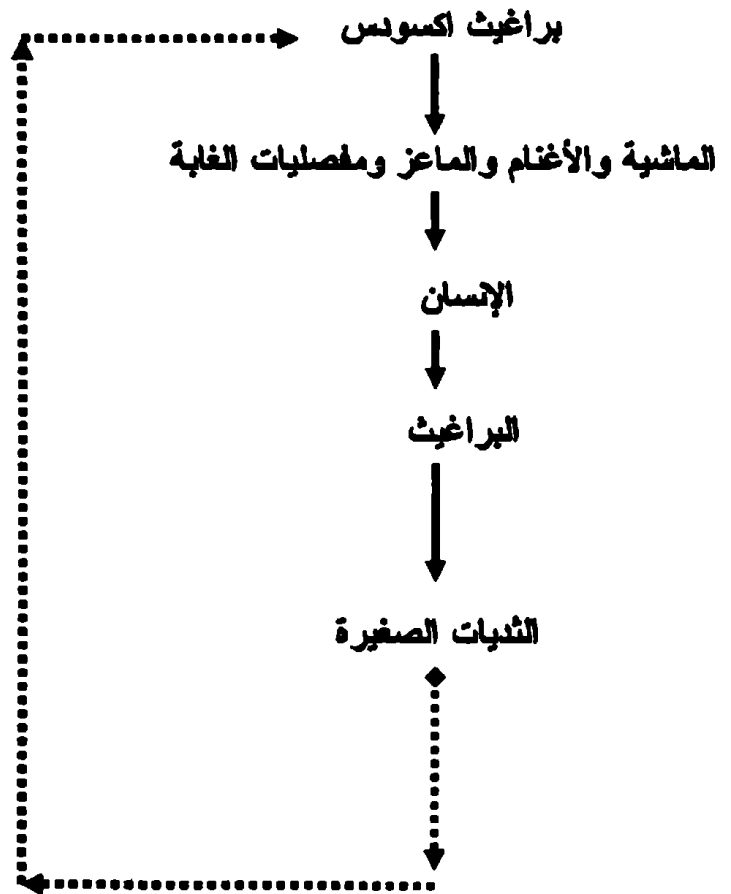 براغيث اكسودس
الماشية والأغنام والماعز ومفصليات الغابة
الإنسان
البراغيث
الثديات الصغيرة